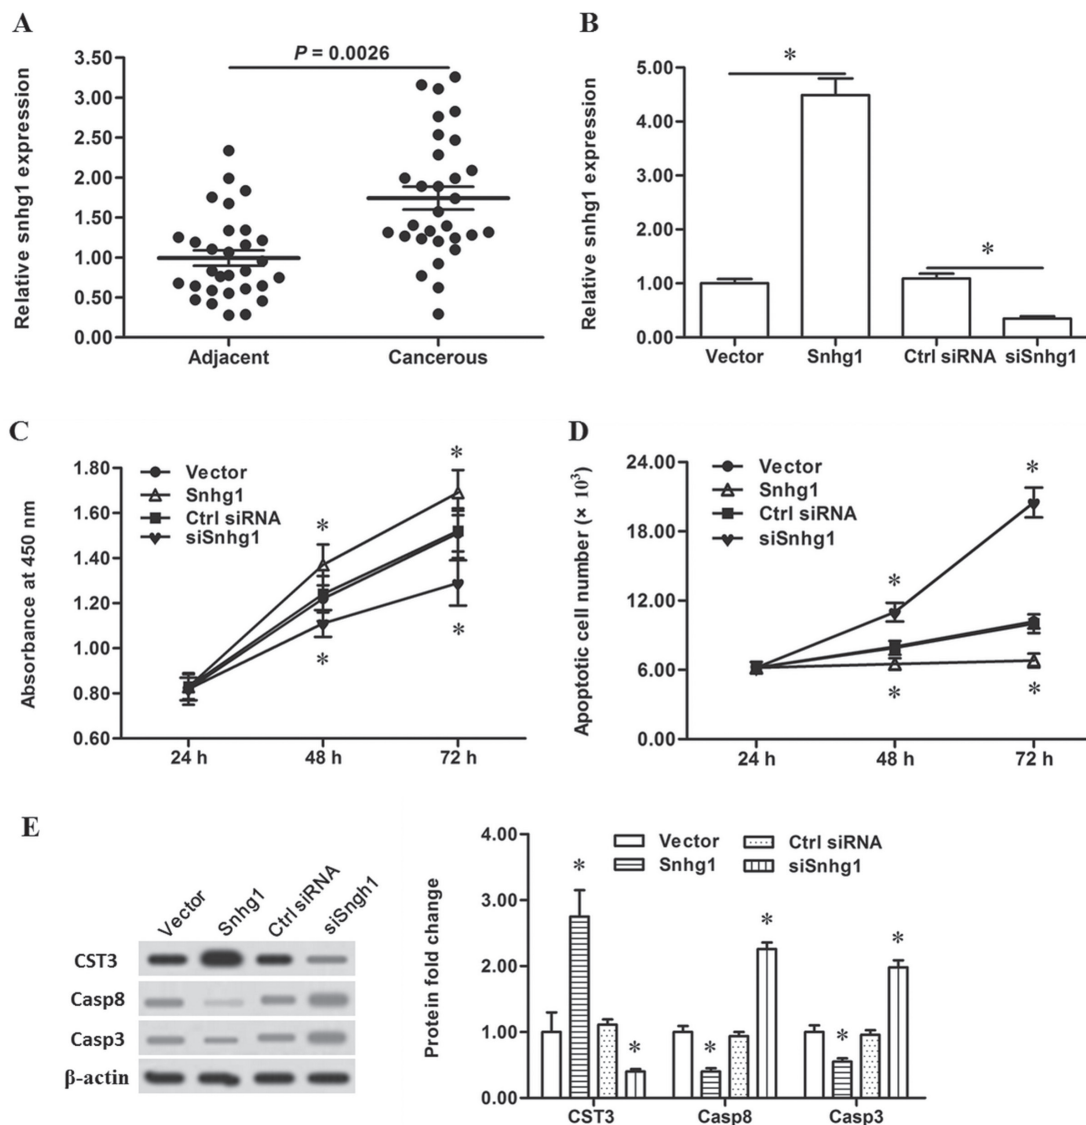 A
P = 0.0026
Relative snhg1 expression
3.50
3.00
2.50
2.00
1.50
1.00
0.50
0.00
Adjacent Cancerous
B
*
*
Relative snhg1 expression
5.00
4.00
3.00
2.00
1.00
0.00
Vector Snhg1 Ctrl siRNA siSnhg1
C
Absorbance at 450 nm
1.80
1.60
1.40
1.20
1.00
0.80
0.60
Vector
Snhg1
Ctrl siRNA
siSnhg1
*
*
*
*
24 h 48 h 72 h
D
Apoptotic cell number (× 10³)
24.00
18.00
12.00
6.00
0.00
Vector
Snhg1
Ctrl siRNA
siSnhg1
*
*
*
*
24 h 48 h 72 h
E
Vector Snhg1 Ctrl siRNA siSngh1
CST3
Casp8
Casp3
β-actin
Protein fold change
4.00
3.00
2.00
1.00
0.00
Vector Ctrl siRNA
Snhg1 siSnhg1
*
*
*
*
*
*
CST3 Casp8 Casp3